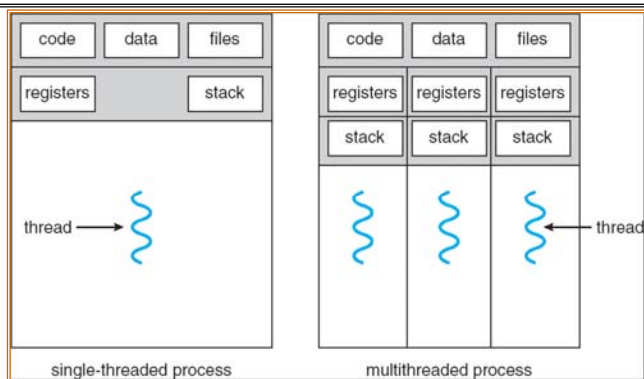 code data files code data files
registers stack registers registers registers
stack stack stack
thread thread
single-threaded process multithreaded process